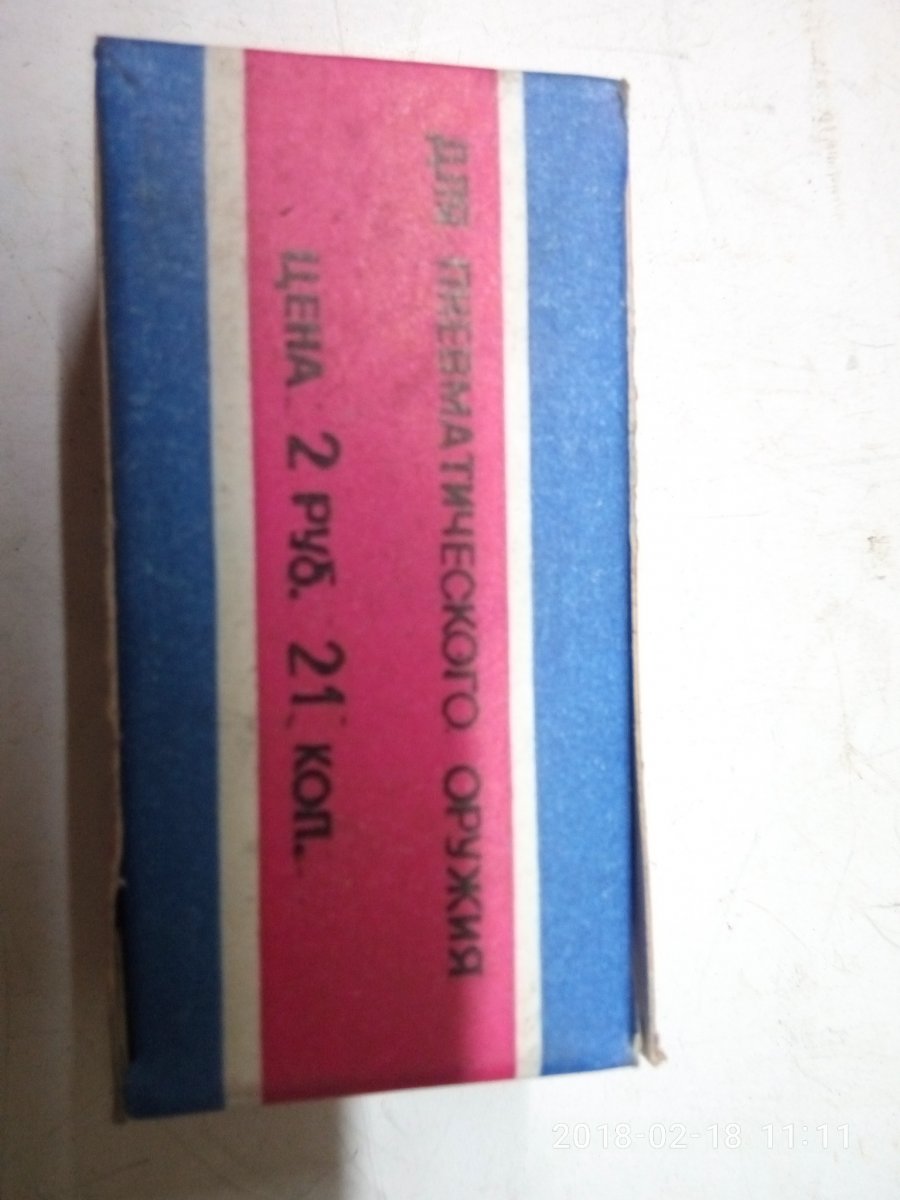 ДЛЯ ПНЕВМАТИЧЕСКОГО ОРУЖИЯ
ЦЕНА 2 РУБ. 21 КОП.
2018-02-18 11:11